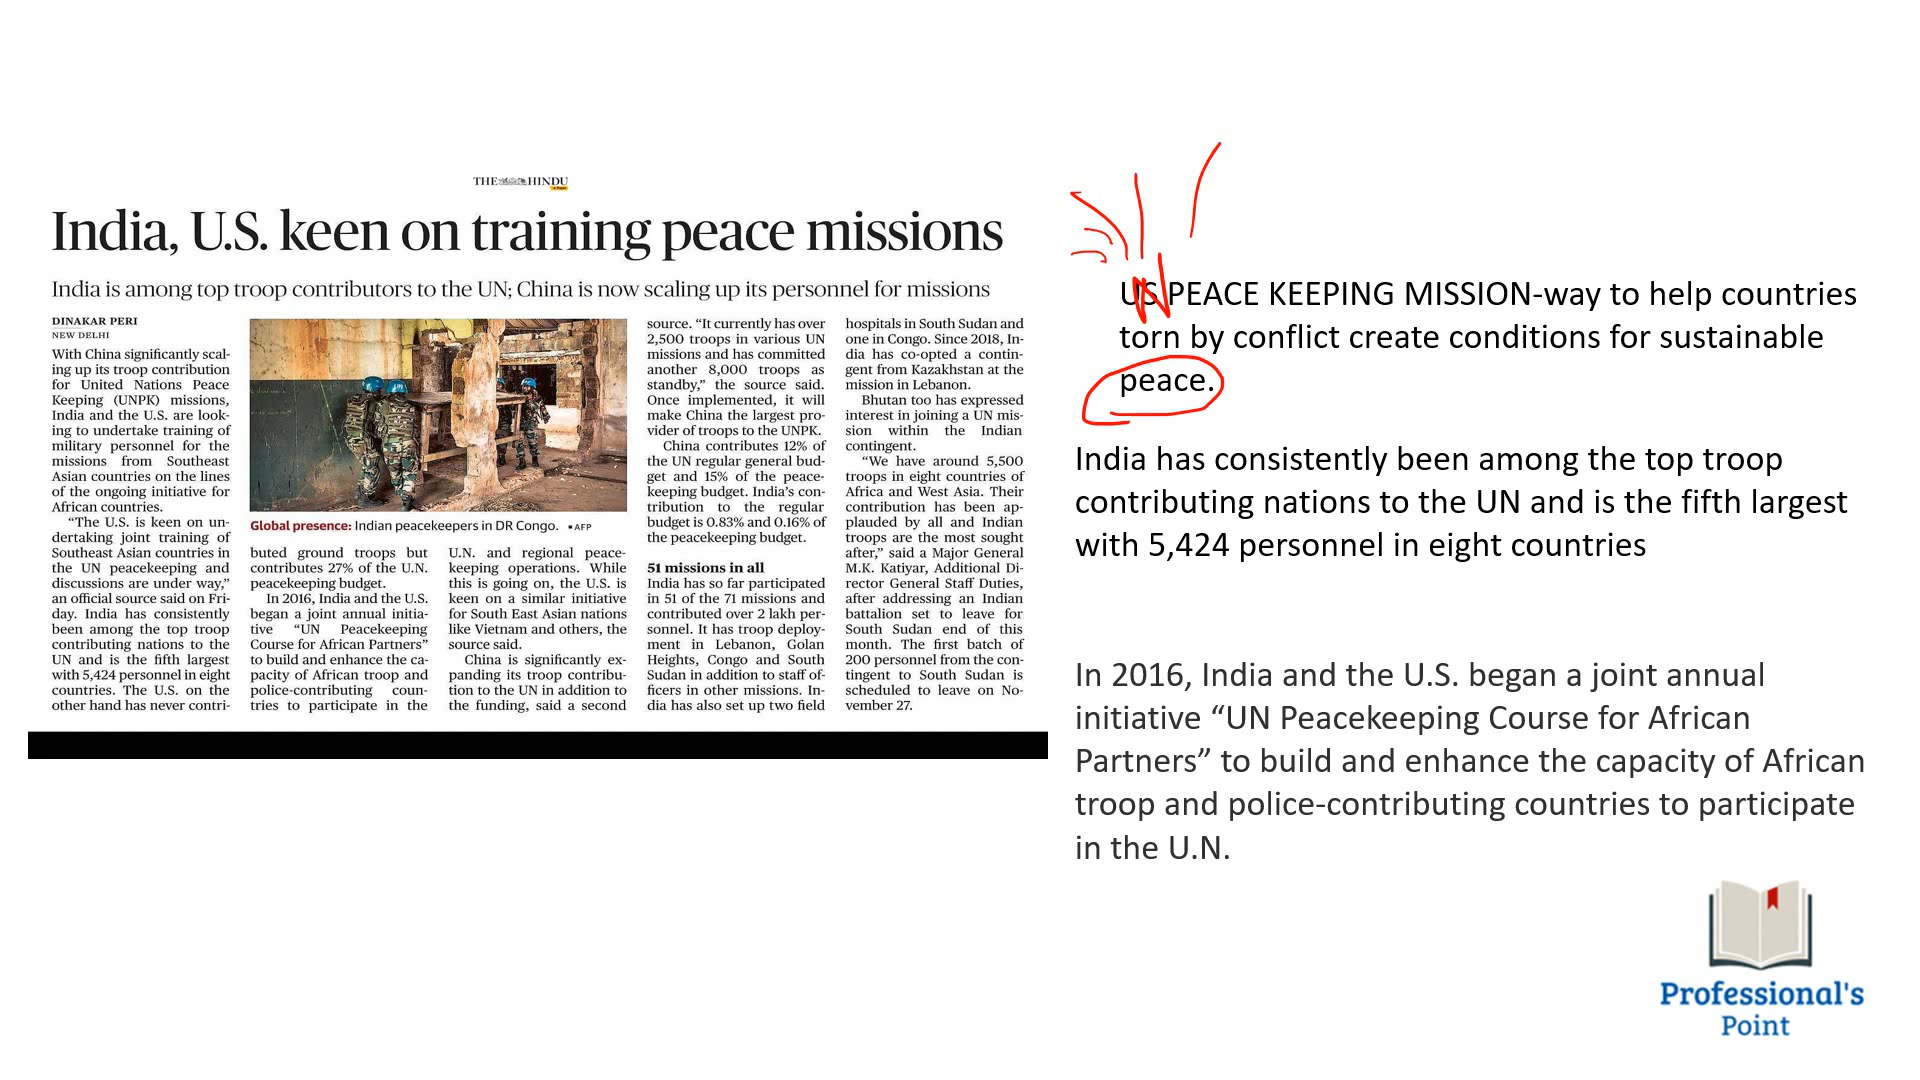 THE HINDU
India, U.S. keen on training peace missions
India is among top troop contributors to the UN; China is now scaling up its personnel for missions
DINAKAR PERI
NEW DELHI
With China significantly scal-
ing up its troop contribution
for United Nations Peace
Keeping (UNPK) missions,
India and the U.S. are look-
ing to undertake training of
military personnel for the
missions from Southeast
Asian countries on the lines
of the ongoing initiative for
African countries.
“The U.S. is keen on un-
dertaking joint training of
Southeast Asian countries in
the UN peacekeeping and
discussions are under way,”
an official source said on Fri-
day. India has consistently
been among the top troop
contributing nations to the
UN and is the fifth largest
with 5,424 personnel in eight
countries. The U.S. on the
other hand has never contri-
Global presence: Indian peacekeepers in DR Congo. ▪AFP
buted ground troops but
contributes 27% of the U.N.
peacekeeping budget.
In 2016, India and the U.S.
began a joint annual initia-
tive “UN Peacekeeping
Course for African Partners”
to build and enhance the ca-
pacity of African troop and
police-contributing coun-
tries to participate in the
U.N. and regional peace-
keeping operations. While
this is going on, the U.S. is
keen on a similar initiative
for South East Asian nations
like Vietnam and others, the
source said.
China is significantly ex-
panding its troop contribu-
tion to the UN in addition to
the funding, said a second
source. “It currently has over
2,500 troops in various UN
missions and has committed
another 8,000 troops as
standby,” the source said.
Once implemented, it will
make China the largest pro-
vider of troops to the UNPK.
China contributes 12% of
the UN regular general bud-
get and 15% of the peace-
keeping budget. India’s con-
tribution to the regular
budget is 0.83% and 0.16% of
the peacekeeping budget.
51 missions in all
India has so far participated
in 51 of the 71 missions and
contributed over 2 lakh per-
sonnel. It has troop deploy-
ment in Lebanon, Golan
Heights, Congo and South
Sudan in addition to staff of-
ficers in other missions. In-
dia has also set up two field
hospitals in South Sudan and
one in Congo. Since 2018, In-
dia has co-opted a contin-
gent from Kazakhstan at the
mission in Lebanon.
Bhutan too has expressed
interest in joining a UN mis-
sion within the Indian
contingent.
“We have around 5,500
troops in eight countries of
Africa and West Asia. Their
contribution has been ap-
plauded by all and Indian
troops are the most sought
after,” said a Major General
M.K. Katiyar, Additional Di-
rector General Staff Duties,
after addressing an Indian
battalion set to leave for
South Sudan end of this
month. The first batch of
200 personnel from the con-
tingent to South Sudan is
scheduled to leave on No-
vember 27.
N
US PEACE KEEPING MISSION-way to help countries
torn by conflict create conditions for sustainable
peace.
India has consistently been among the top troop
contributing nations to the UN and is the fifth largest
with 5,424 personnel in eight countries
In 2016, India and the U.S. began a joint annual
initiative “UN Peacekeeping Course for African
Partners” to build and enhance the capacity of African
troop and police-contributing countries to participate
in the U.N.
Professional's
Point